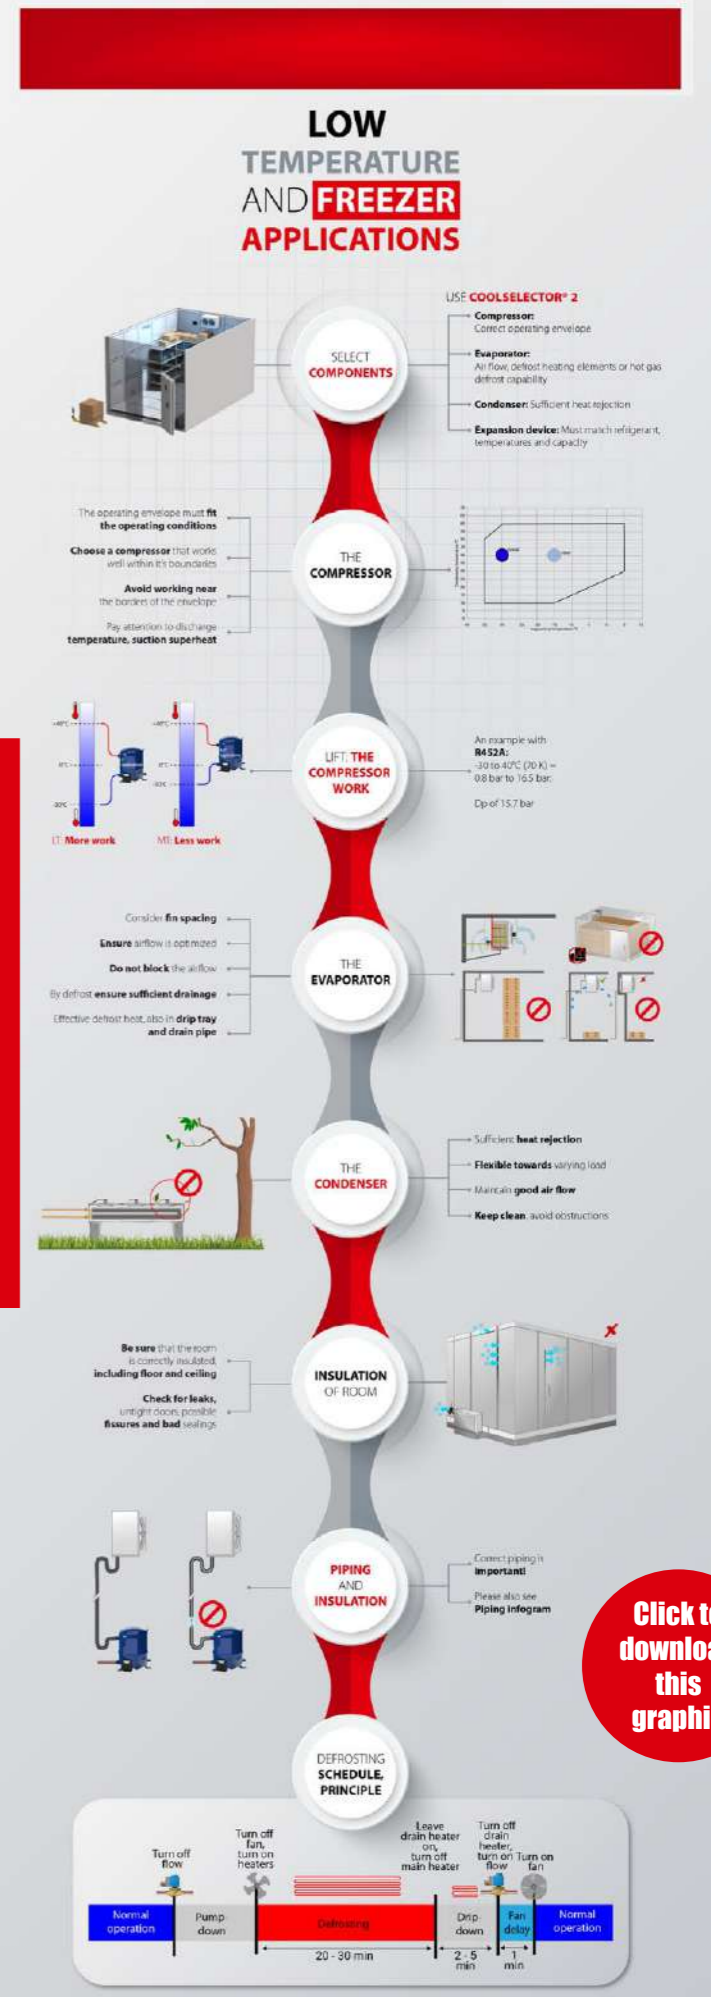 LOW
TEMPERATURE
AND FREEZER
APPLICATIONS
USE COOLSELECTOR® 2
Compressor:
Correct operating envelope
Evaporator:
Air flow, defrost heating elements or hot gas
defrost capability
Condenser: Sufficient heat rejection
Expansion device: Must match refrigerant,
temperatures and capacity
SELECT
COMPONENTS
The operating envelope must fit
the operating conditions
Choose a compressor that works
well within it's boundaries
Avoid working near
the borders of the envelope
Pay attention to discharge
temperature, suction superheat
THE
COMPRESSOR
+40°C
0°C
-30°C
+40°C
0°C
-10°C
LT: More work
MT: Less work
LIFT: THE
COMPRESSOR
WORK
An example with
R452A:
-30 to 40°C (70 K) =
0.8 bar to 16.5 bar.
Dp of 15.7 bar
Consider fin spacing
Ensure airflow is optimized
Do not block the airflow
By defrost ensure sufficient drainage
Effective defrost heat, also in drip tray
and drain pipe
THE
EVAPORATOR
THE
CONDENSER
Sufficient heat rejection
Flexible towards varying load
Maintain good air flow
Keep clean, avoid obstructions
Be sure that the room
is correctly insulated,
including floor and ceiling
Check for leaks,
untight doors, possible
fissures and bad sealings
INSULATION
OF ROOM
PIPING
AND
INSULATION
Correct piping is
important!
Please also see
Piping infogram
Click to
download
this
graphi
DEFROSTING
SCHEDULE,
PRINCIPLE
Turn off
flow
Turn off
fan,
turn on
heaters
Leave
drain heater
on,
turn off
main heater
Turn off
drain
heater,
turn on
flow
Turn on
fan
Normal
operation
Pump-
down
Defrosting
Drip-
down
Fan
delay
Normal
operation
20 - 30 min
2 - 5
min
1
min